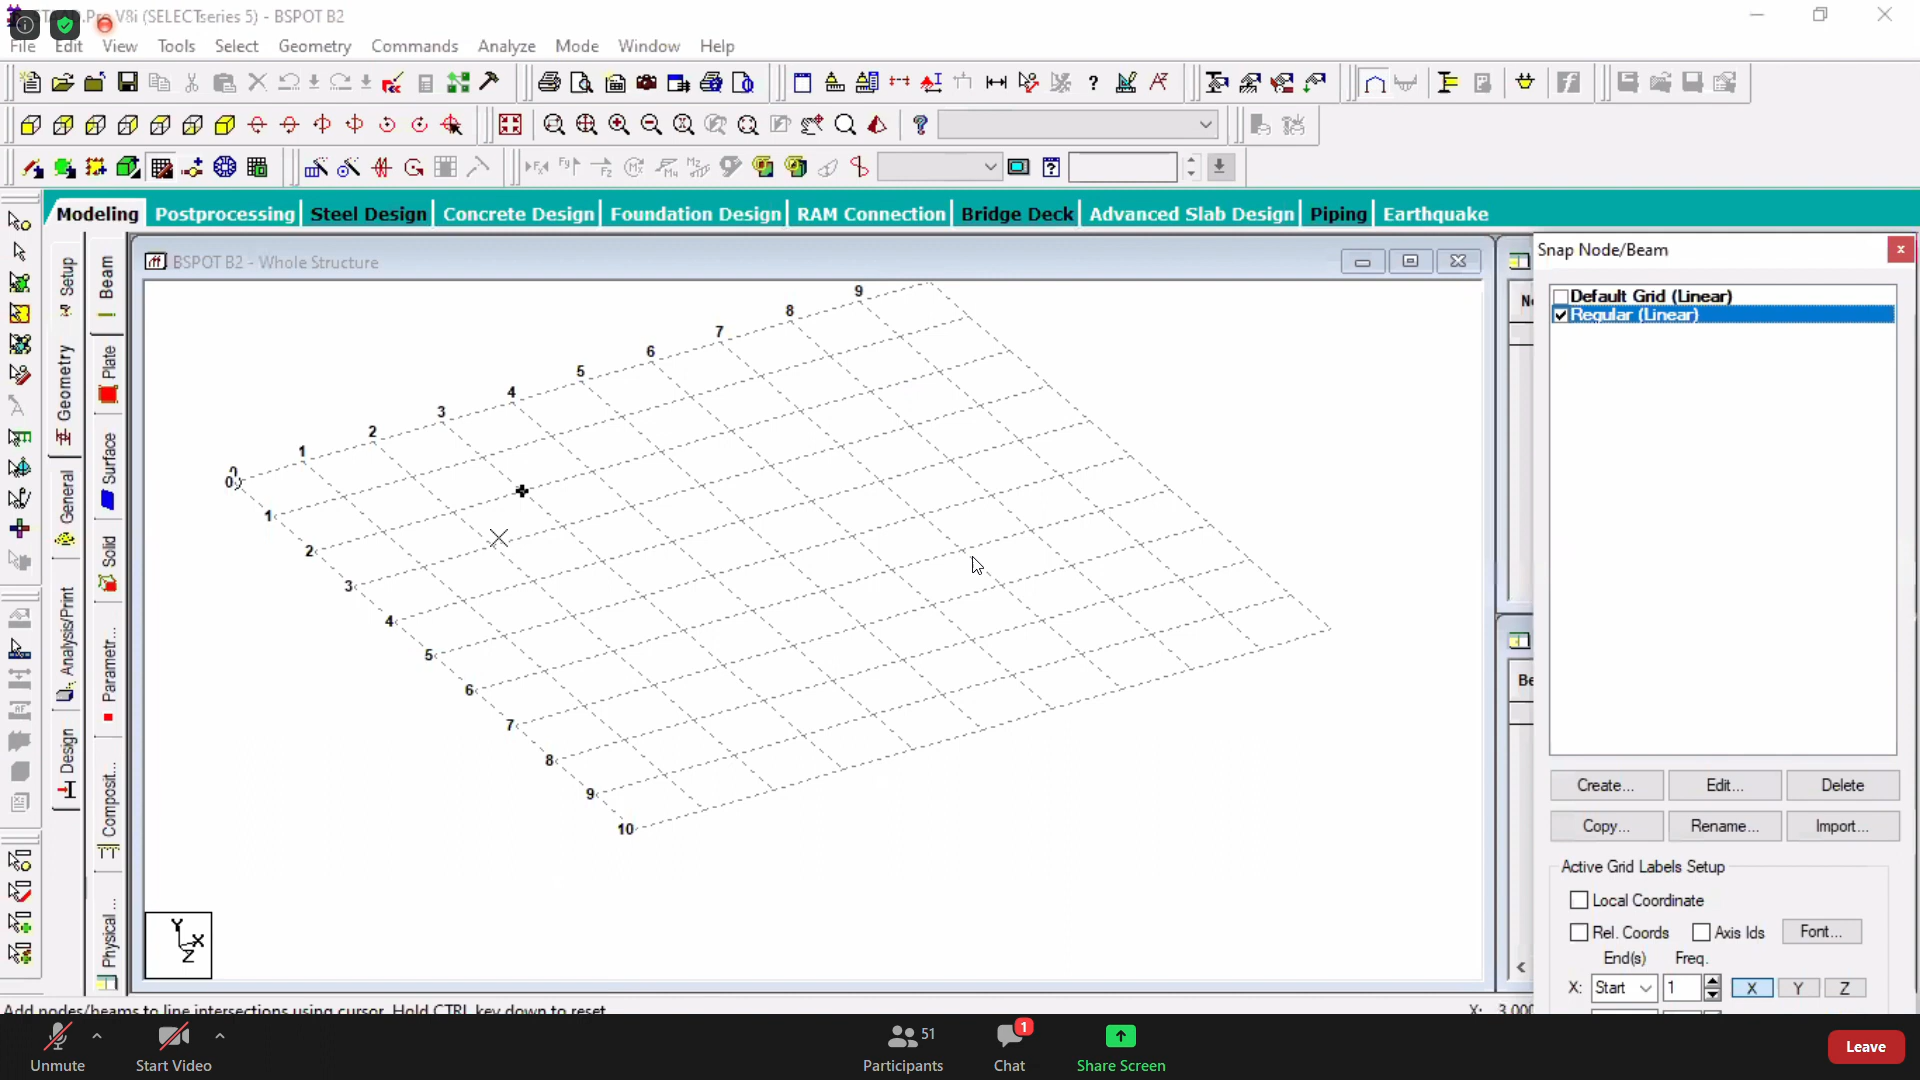 .Pro V8i (SELECTseries 5) - BSPOT B2
File Edit View Tools Select Geometry Commands Analyze Mode Window Help
Modeling Postprocessing Steel Design Concrete Design Foundation Design RAM Connection Bridge Deck Advanced Slab Design Piping Earthquake
Setup
Geometry
General
Analysis/Print
Design
Beam
Plate
Surface
Solid
Parametr...
Composit...
Physical ...
BSPOT B2 - Whole Structure
0 1 2 3 4 5 6 7 8 9
0
1
2
3
4
5
6
7
8
9
10
Y
X
Z
Snap Node/Beam
Default Grid (Linear)
Regular (Linear)
Create... Edit... Delete
Copy... Rename... Import...
Active Grid Labels Setup
Local Coordinate
Rel. Coords Axis Ids Font...
End(s) Freq.
X: Start 1 X Y Z
Add nodes/beams to line intersections using cursor. Hold CTRL key down to reset
X: 3.000
Unmute Start Video 51 Participants 1 Chat Share Screen Leave